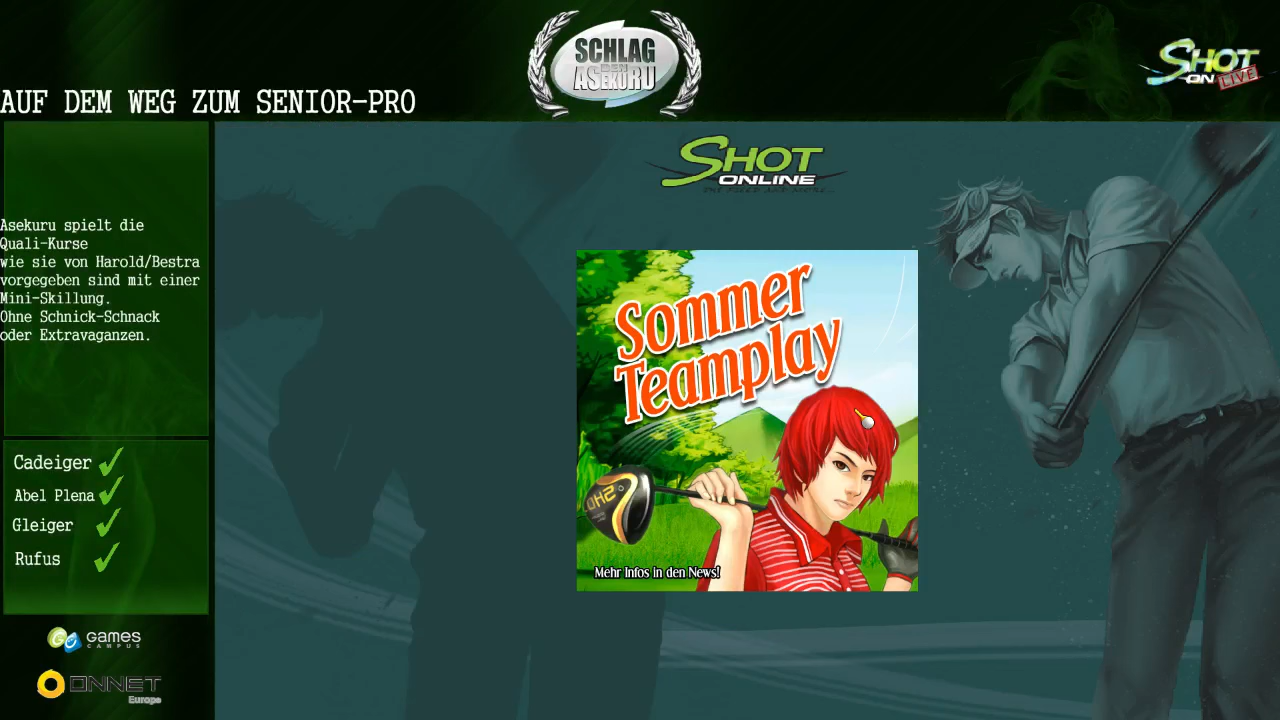 SCHLAG
DEN
ASEKURU
SHOT
ON LIVE
AUF DEM WEG ZUM SENIOR-PRO
SHOT
ONLINE
Asekuru spielt die
Quali-Kurse
wie sie von Harold/Bestra
vorgegeben sind mit einer
Mini-Skillung.
Ohne Schnick-Schnack
oder Extravaganzen.
Sommer
Teamplay
Mehr Infos in den News!
Cadeiger
Abel Plena
Gleiger
Rufus
GAMES
CAMPUS
ONNET
Europe